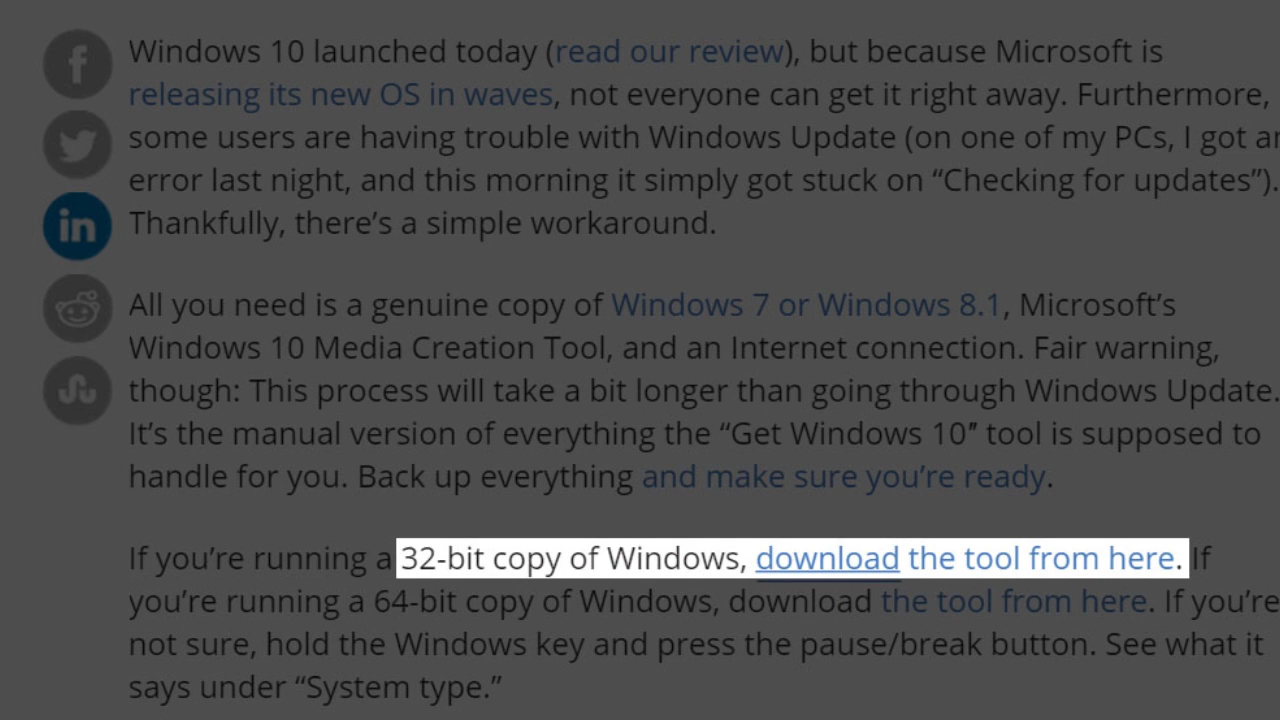 Windows 10 launched today (read our review), but because Microsoft is
releasing its new OS in waves, not everyone can get it right away. Furthermore,
some users are having trouble with Windows Update (on one of my PCs, I got an
error last night, and this morning it simply got stuck on “Checking for updates”).
Thankfully, there’s a simple workaround.
All you need is a genuine copy of Windows 7 or Windows 8.1, Microsoft’s
Windows 10 Media Creation Tool, and an Internet connection. Fair warning,
though: This process will take a bit longer than going through Windows Update.
It’s the manual version of everything the “Get Windows 10″ tool is supposed to
handle for you. Back up everything and make sure you’re ready.
If you’re running a 32-bit copy of Windows, download the tool from here. If
you’re running a 64-bit copy of Windows, download the tool from here. If you’re
not sure, hold the Windows key and press the pause/break button. See what it
says under “System type.”